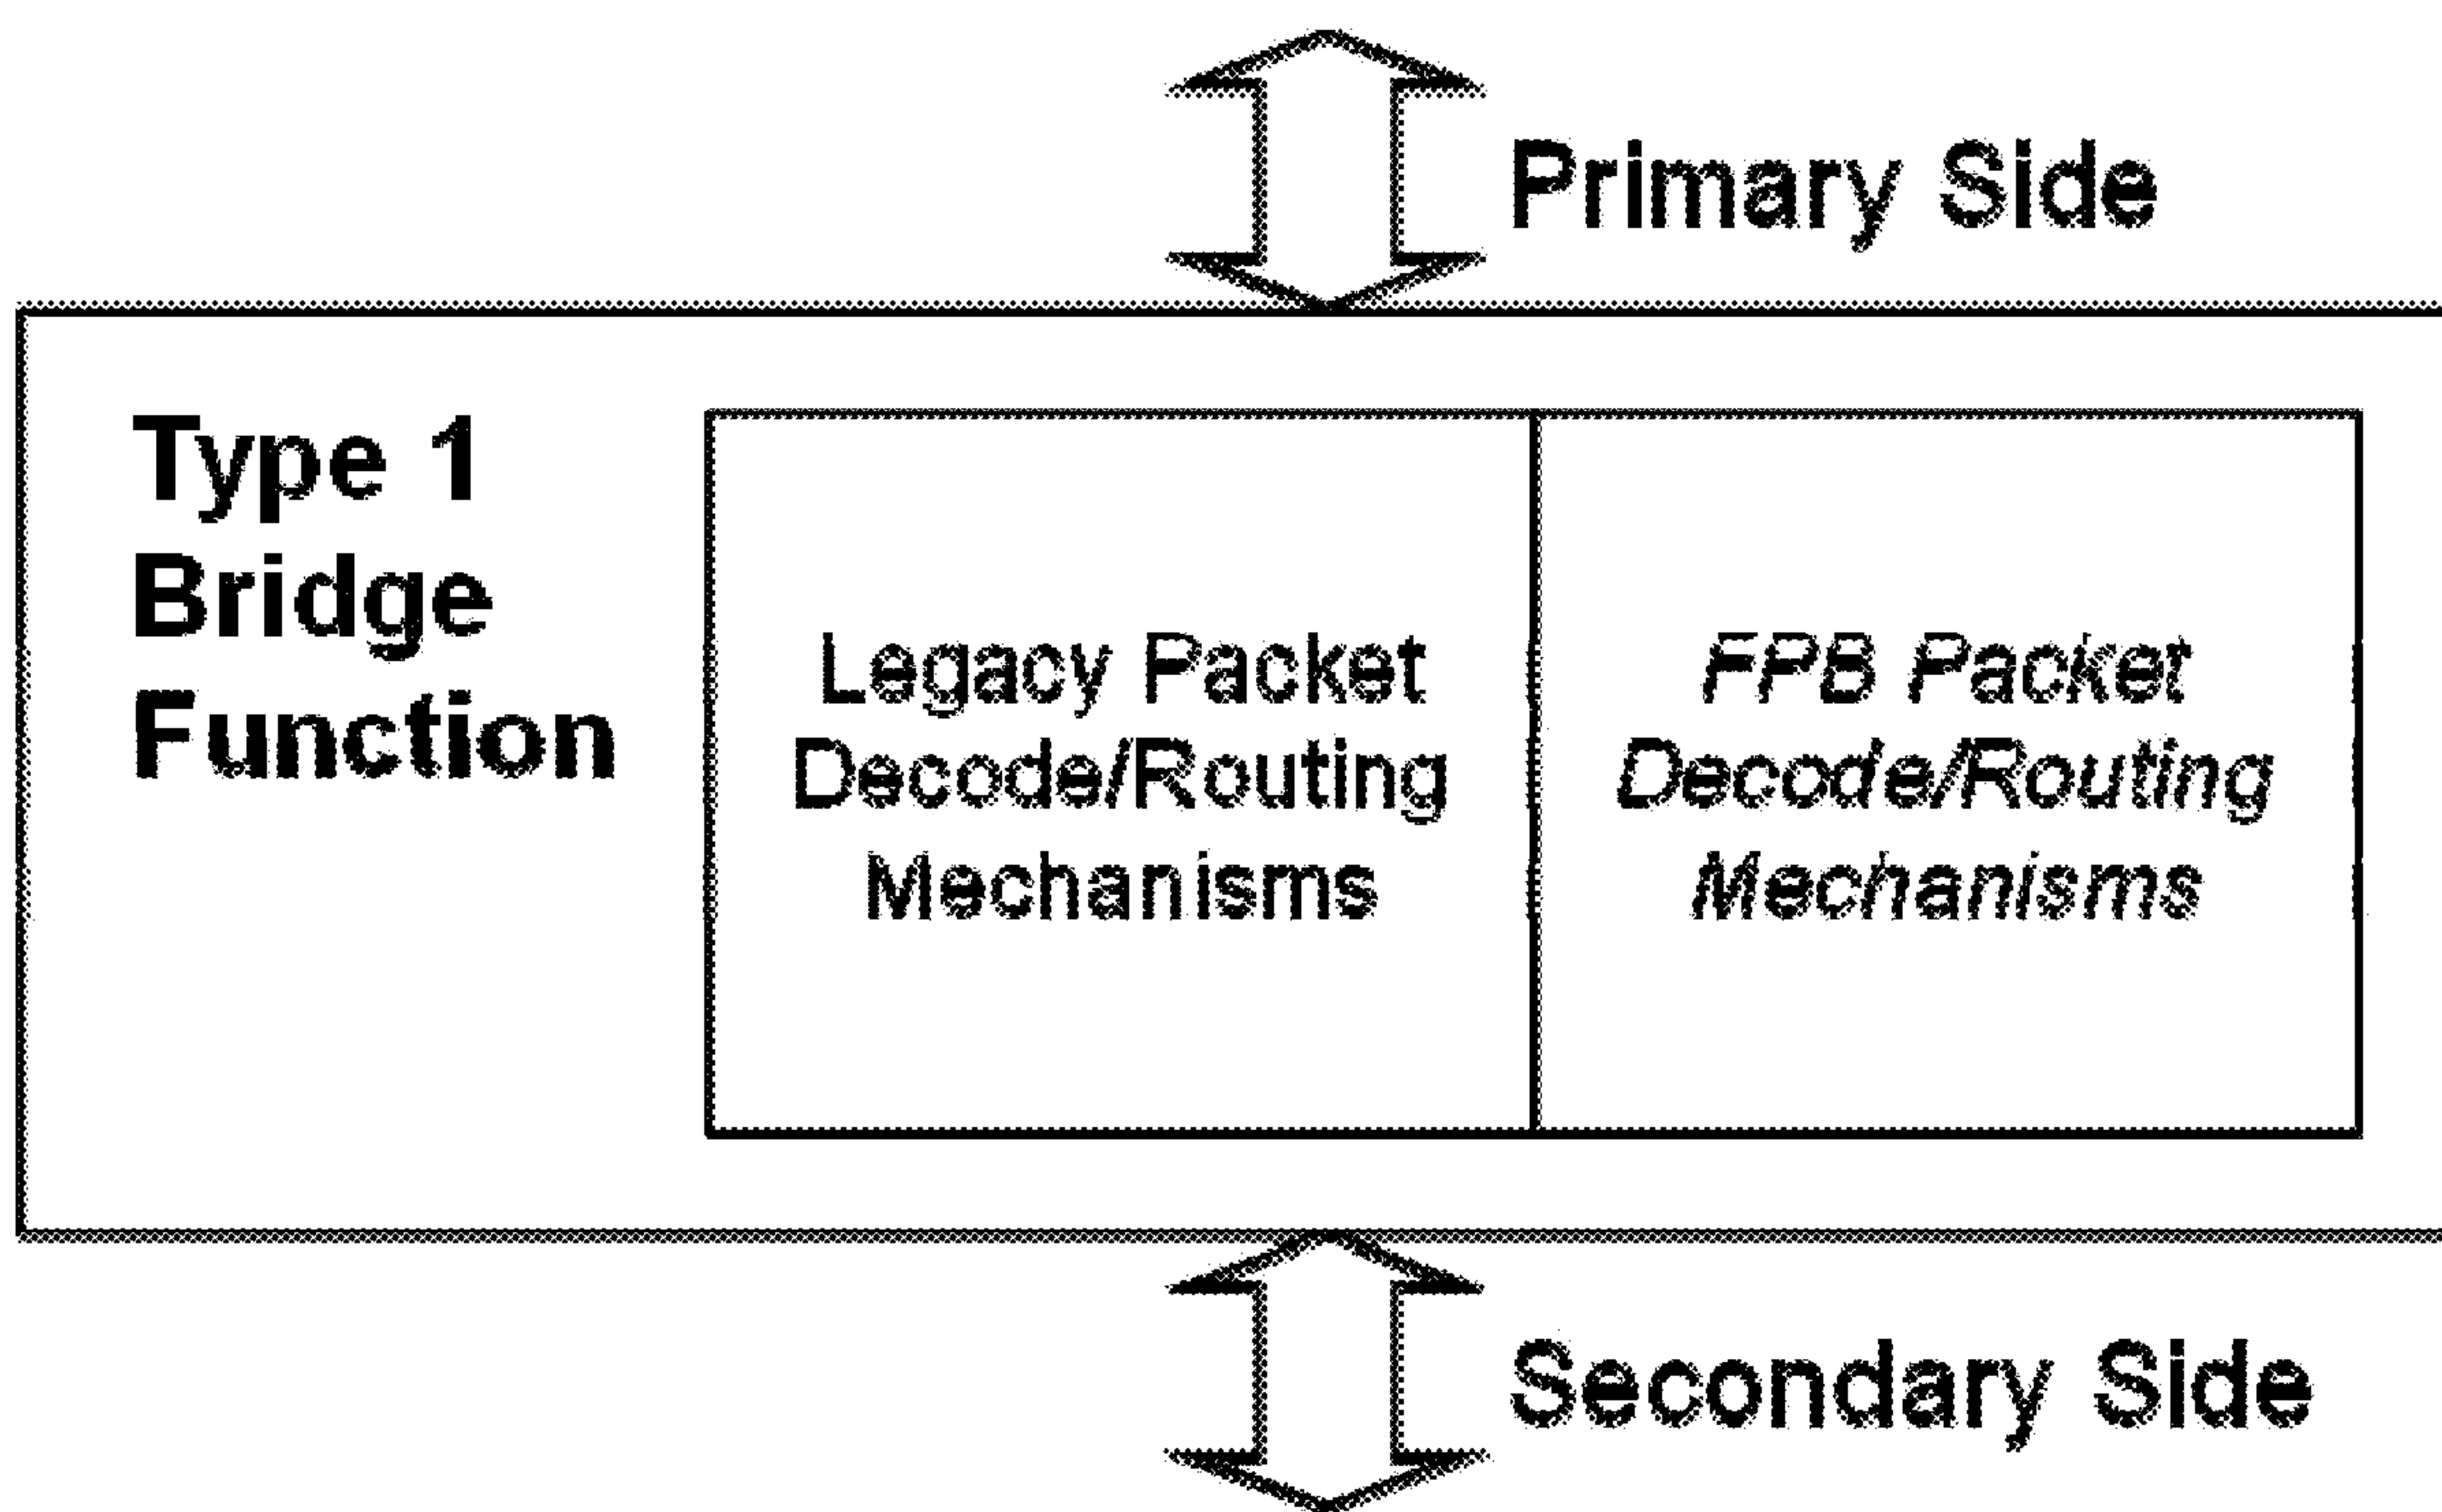 Primary Side
Type 1
Bridge
Function
Legacy Packet
Decode/Routing
Mechanisms
FPB Packet
Decode/Routing
Mechanisms
Secondary Side